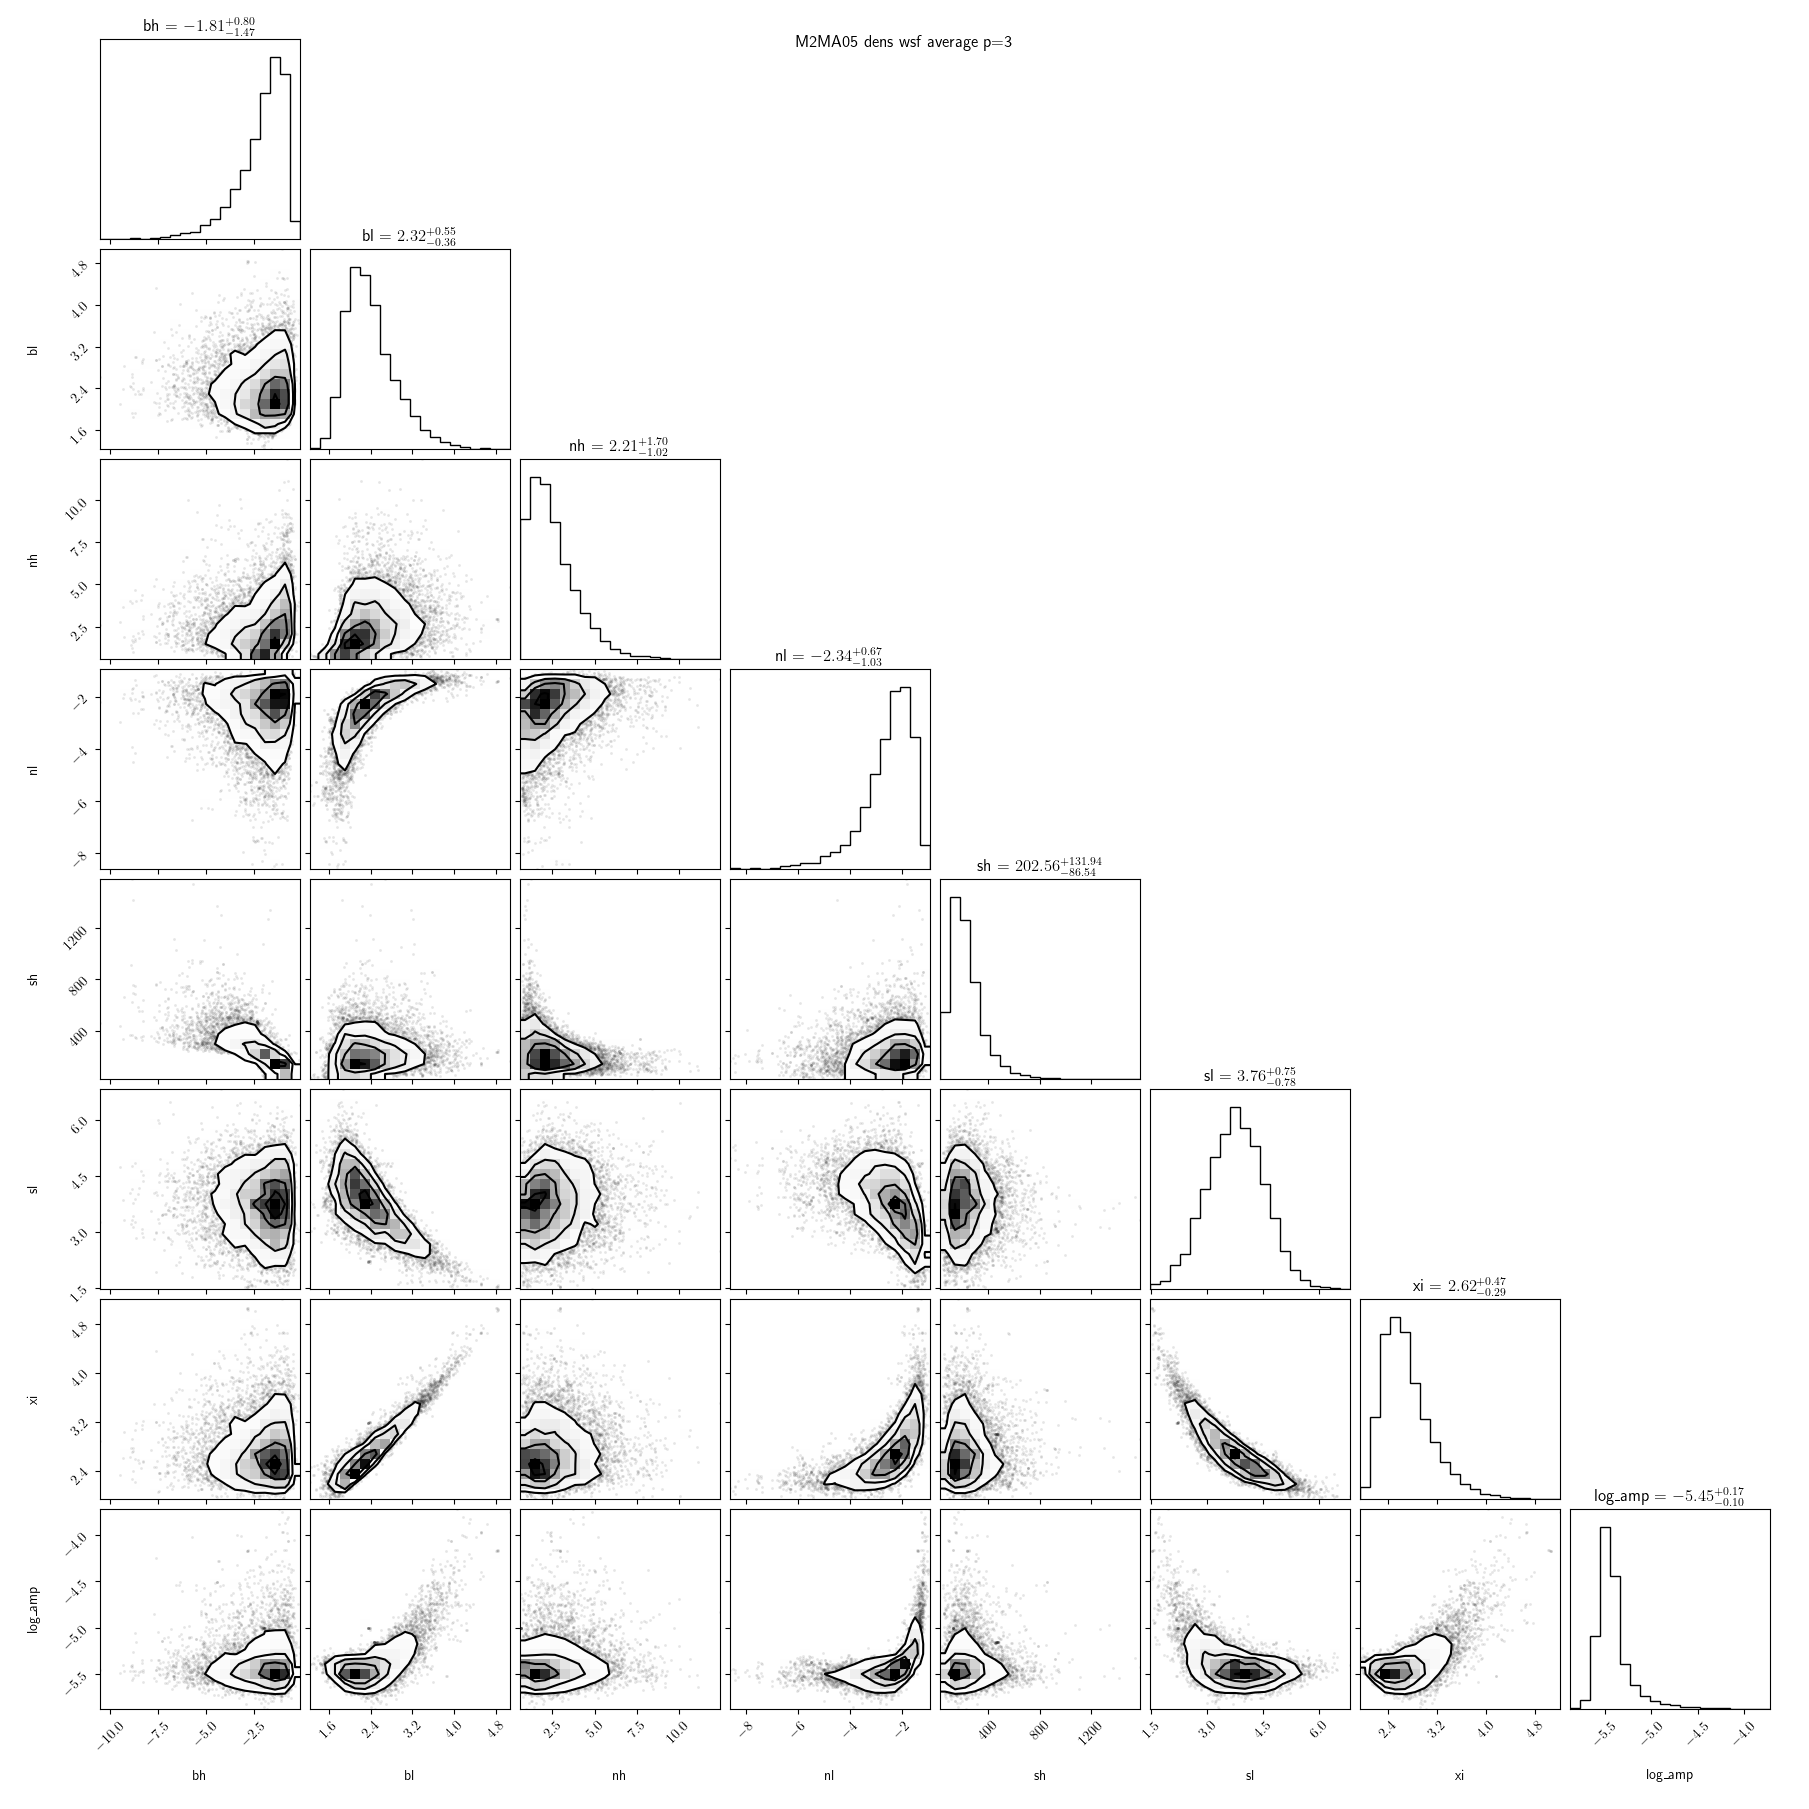 M2MA05 dens wsf average p=3
bh = −1.81+0.80 −1.47
bl = 2.32+0.55 −0.36
nh = 2.21+1.70 −1.02
nl = −2.34+0.67 −1.03
sh = 202.56+131.94 −86.54
sl = 3.76+0.75 −0.78
xi = 2.62+0.47 −0.29
log_amp = −5.45+0.17 −0.10
bl
4.8
4.0
3.2
2.4
1.6
nh
10.0
7.5
5.0
2.5
nl
−2
−4
−6
−8
sh
1200
800
400
sl
6.0
4.5
3.0
1.5
xi
4.8
4.0
3.2
2.4
log_amp
−4.0
−4.5
−5.0
−5.5
−10.0 −7.5 −5.0 −2.5
1.6 2.4 3.2 4.0 4.8
2.5 5.0 7.5 10.0
−8 −6 −4 −2
400 800 1200
1.5 3.0 4.5 6.0
2.4 3.2 4.0 4.8
−5.5 −5.0 −4.5 −4.0
bh bl nh nl sh sl xi log_amp